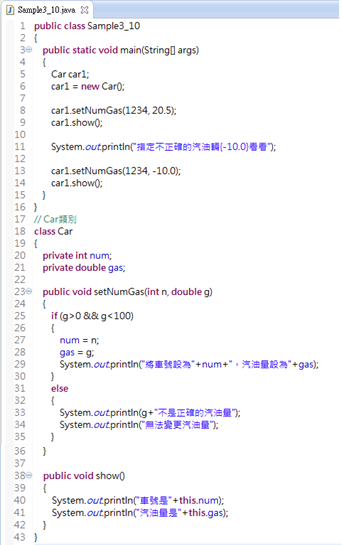 Sample3_10.java
1 public class Sample3_10
2 {
3 public static void main(String[] args)
4 {
5 Car car1;
6 car1 = new Car();
7
8 car1.setNumGas(1234, 20.5);
9 car1.show();
10
11 System.out.println("指定不正確的汽油輛(-10.0)看看");
12
13 car1.setNumGas(1234, -10.0);
14 car1.show();
15 }
16 }
17 // Car類別
18 class Car
19 {
20 private int num;
21 private double gas;
22
23 public void setNumGas(int n, double g)
24 {
25 if (g>0 && g<100)
26 {
27 num = n;
28 gas = g;
29 System.out.println("將車號設為"+num+"，汽油量設為"+gas);
30 }
31 else
32 {
33 System.out.println(g+"不是正確的汽油量");
34 System.out.println("無法變更汽油量");
35 }
36 }
37
38 public void show()
39 {
40 System.out.println("車號是"+this.num);
41 System.out.println("汽油量是"+this.gas);
42 }
43 }